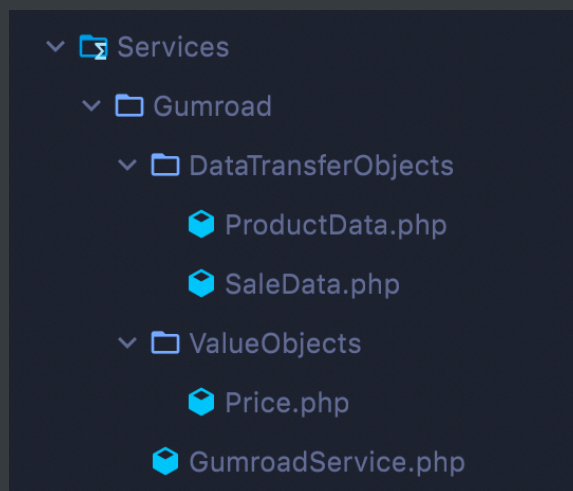 Services
Gumroad
DataTransferObjects
ProductData.php
SaleData.php
ValueObjects
Price.php
GumroadService.php